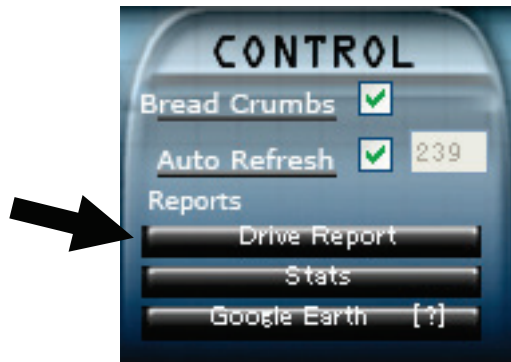 CONTROL
Bread Crumbs
Auto Refresh 239
Reports
Drive Report
Stats
Google Earth [?]